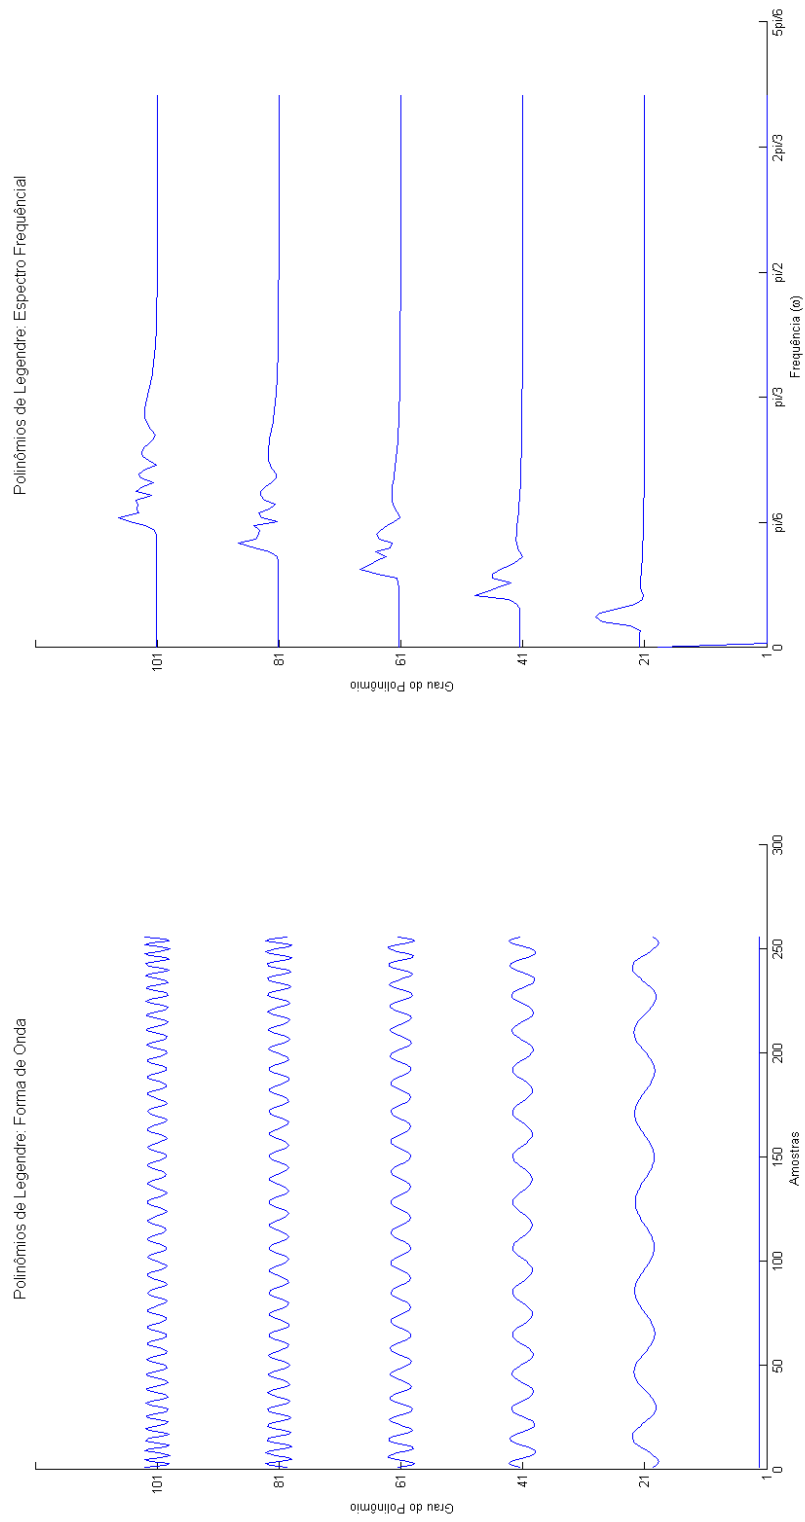 Polinômios de Legendre: Forma de Onda
Grau do Polinômio
101
81
61
41
21
1
0
50
100
150
200
250
300
Amostras
Polinômios de Legendre: Espectro Frequêncial
Grau do Polinômio
101
81
61
41
21
1
0
pi/6
pi/3
pi/2
2pi/3
5pi/6
Frequência (ω)